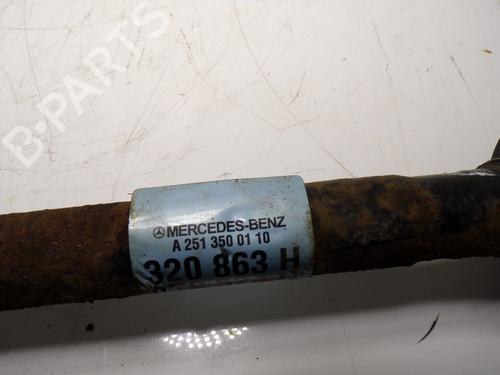 B-PARTS
MERCEDES-BENZ
A 251 350 01 10
320 863 H